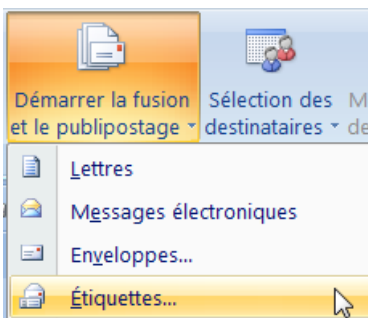 Démarrer la fusion
et le publipostage
Sélection des
destinataires
Lettres
Messages électroniques
Enveloppes...
Étiquettes...